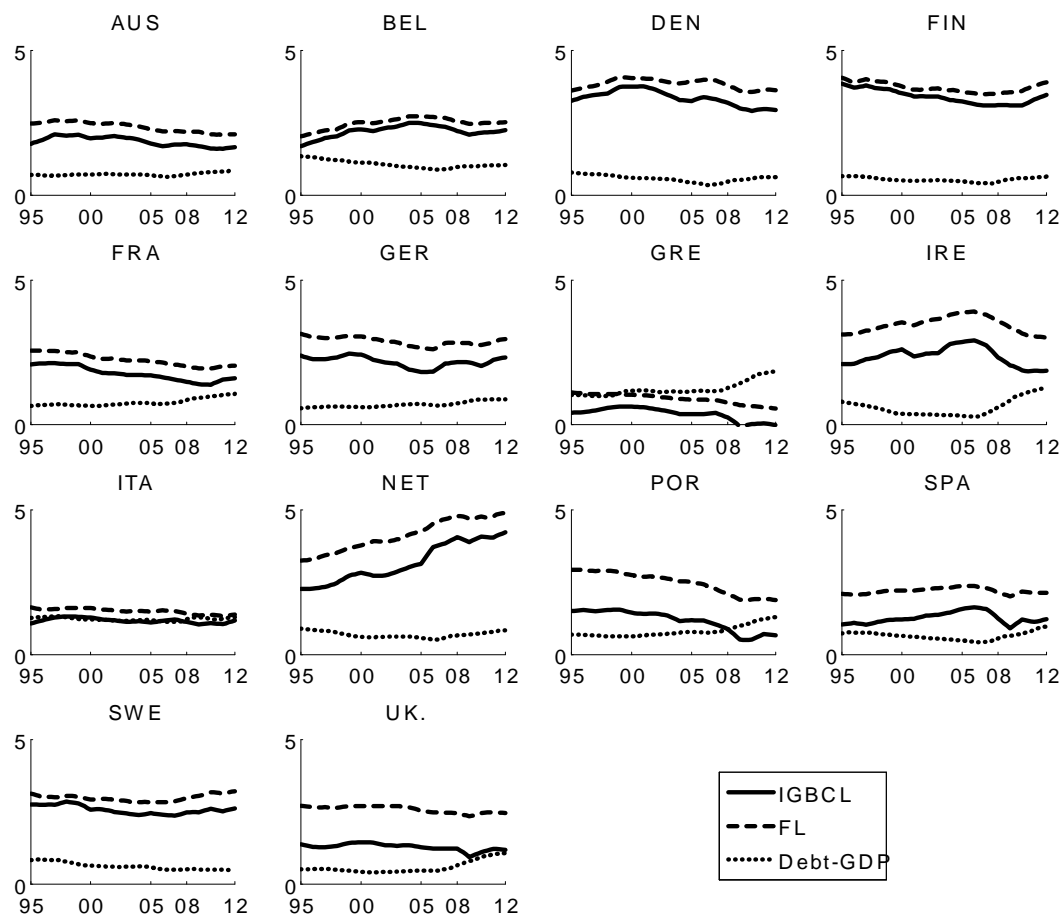 AUS BEL DEN FIN
5 5 5 5
0 0 0 0
95 00 05 08 12 95 00 05 08 12 95 00 05 08 12 95 00 05 08 12
FRA GER GRE IRE
5 5 5 5
0 0 0 0
95 00 05 08 12 95 00 05 08 12 95 00 05 08 12 95 00 05 08 12
ITA NET POR SPA
5 5 5 5
0 0 0 0
95 00 05 08 12 95 00 05 08 12 95 00 05 08 12 95 00 05 08 12
SWE UK.
5 5
0 0
95 00 05 08 12 95 00 05 08 12
IGBCL
FL
Debt-GDP